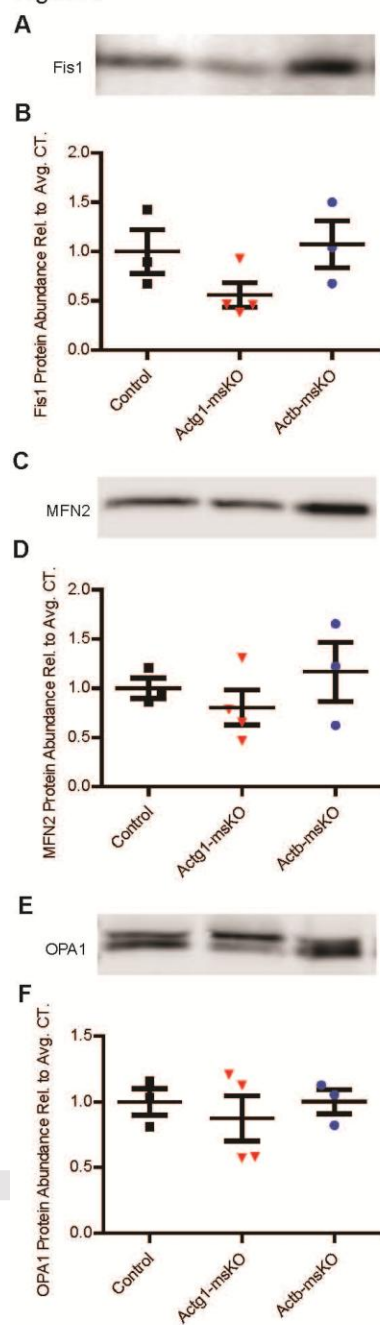 A
Fis1
B
Fis1 Protein Abundance Rel. to Avg. CT.
2.0
1.5
1.0
0.5
0.0
Control
Actg1-msKO
Actb-msKO
C
MFN2
D
MFN2 Protein Abundance Rel. to Avg. CT.
2.0
1.5
1.0
0.5
0.0
Control
Actg1-msKO
Actb-msKO
E
OPA1
F
OPA1 Protein Abundance Rel. to Avg. CT.
1.5
1.0
0.5
0.0
Control
Actg1-msKO
Actb-msKO